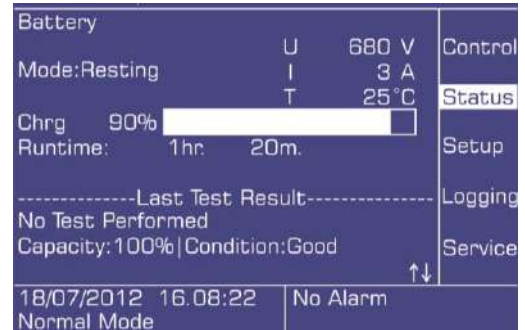 Battery
U 680 V
Control
Mode:Resting
I 3 A
T 25°C
Status
Chrg 90%
Runtime: 1hr. 20m.
Setup
--------------Last Test Result---------------
Logging
No Test Performed
Capacity:100%|Condition:Good
Service
↑↓
18/07/2012 16.08:22
No Alarm
Normal Mode